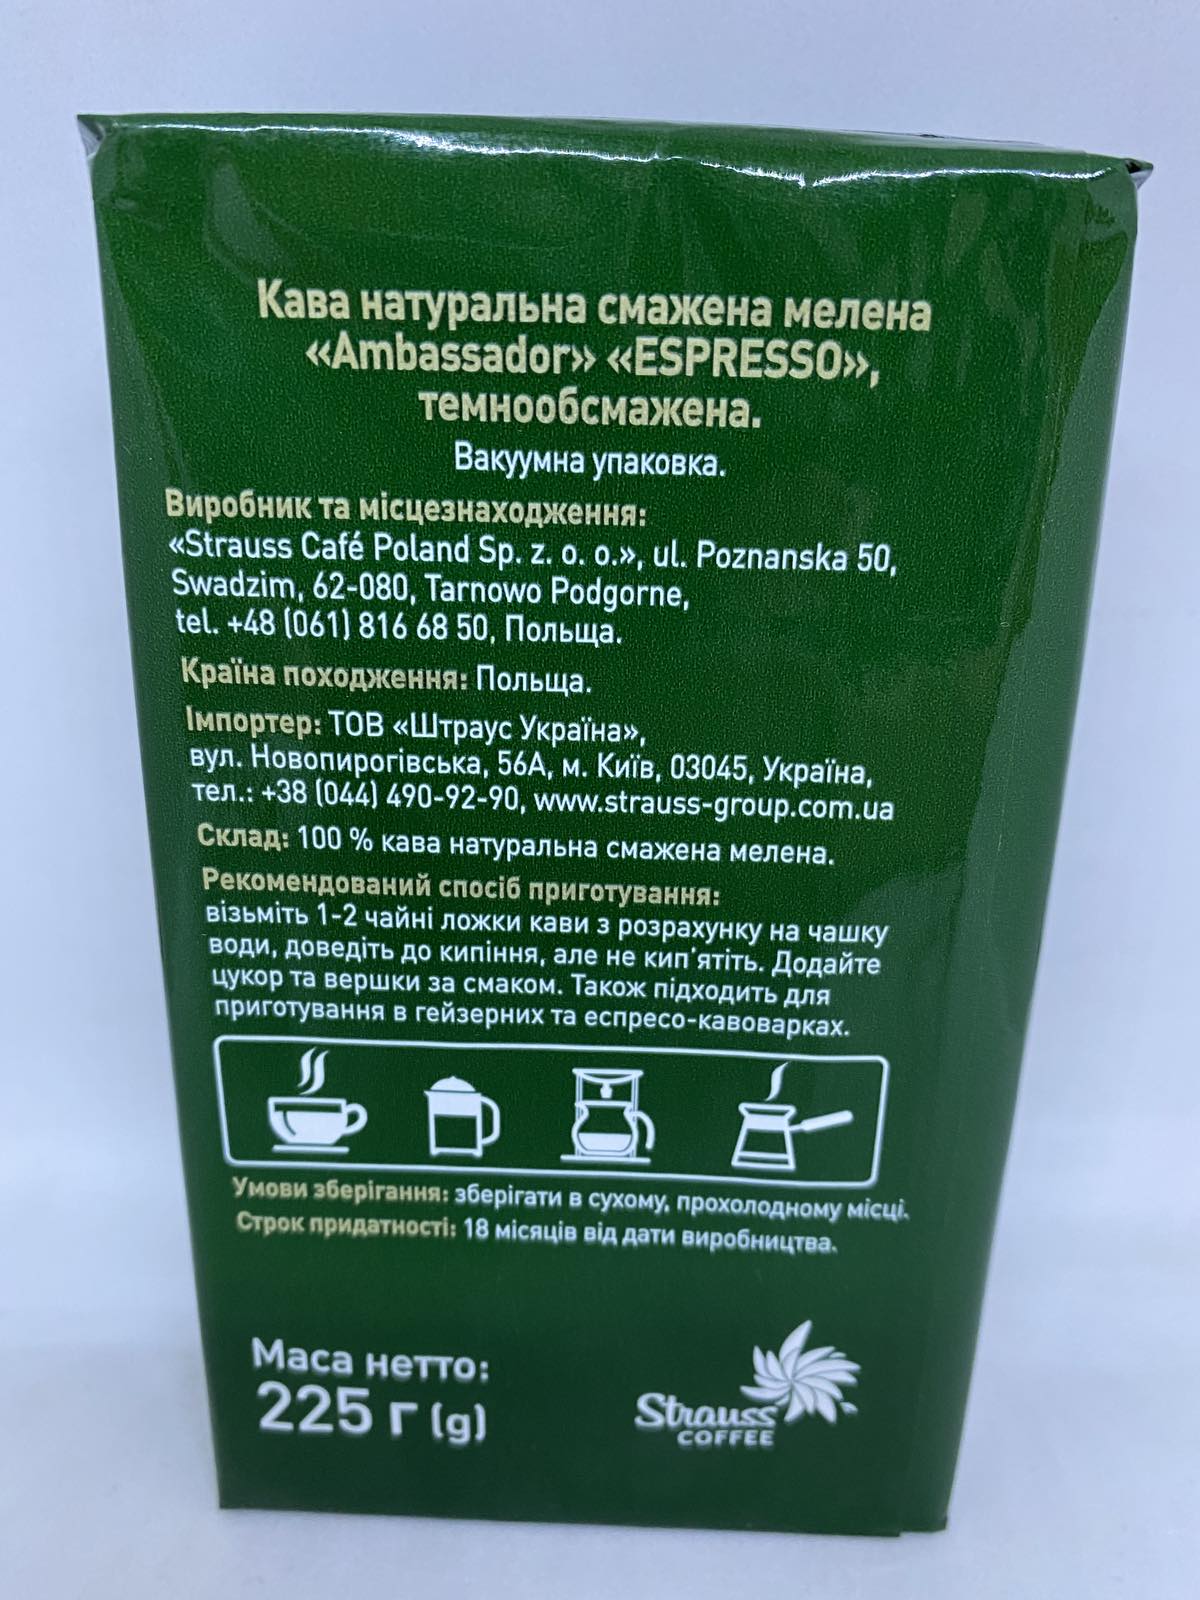 Кава натуральна смажена мелена
«Ambassador» «ESPRESSO»,
темнообсмажена.
Вакуумна упаковка.
Виробник та місцезнаходження:
«Strauss Café Poland Sp. z. o. o.», ul. Poznanska 50,
Swadzim, 62-080, Tarnowo Podgorne,
tel. +48 (061) 816 68 50, Польща.
Країна походження: Польща.
Імпортер: ТОВ «Штраус Україна»,
вул. Новопирогівська, 56А, м. Київ, 03045, Україна,
тел.: +38 (044) 490-92-90, www.strauss-group.com.ua
Склад: 100 % кава натуральна смажена мелена.
Рекомендований спосіб приготування:
візьміть 1-2 чайні ложки кави з розрахунку на чашку
води, доведіть до кипіння, але не кип'ятіть. Додайте
цукор та вершки за смаком. Також підходить для
приготування в гейзерних та еспресо-кавоварках.
Умови зберігання: зберігати в сухому, прохолодному місці.
Строк придатності: 18 місяців від дати виробництва.
Маса нетто:
225 г (g)
Strauss
COFFEE